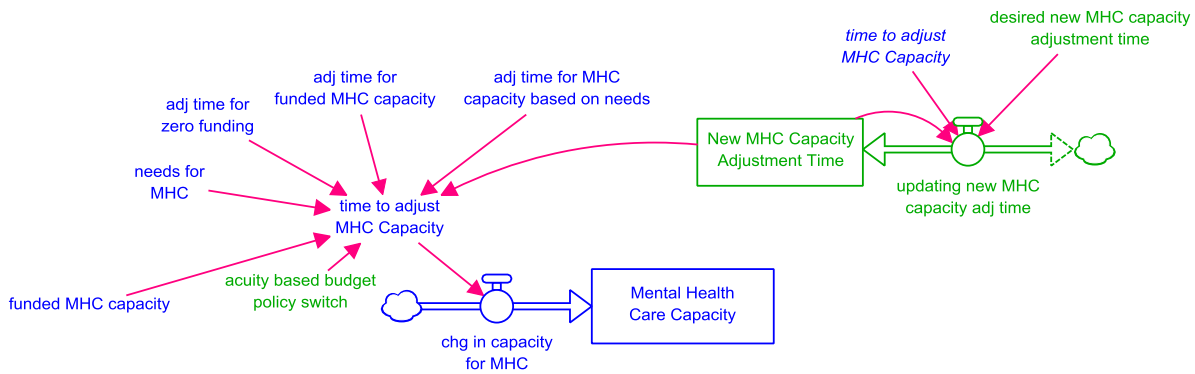 time to adjust
MHC Capacity
desired new MHC capacity
adjustment time
adj time for
funded MHC capacity
adj time for MHC
capacity based on needs
adj time for
zero funding
New MHC Capacity
Adjustment Time
needs for
MHC
updating new MHC
capacity adj time
time to adjust
MHC Capacity
acuity based budget
policy switch
funded MHC capacity
Mental Health
Care Capacity
chg in capacity
for MHC